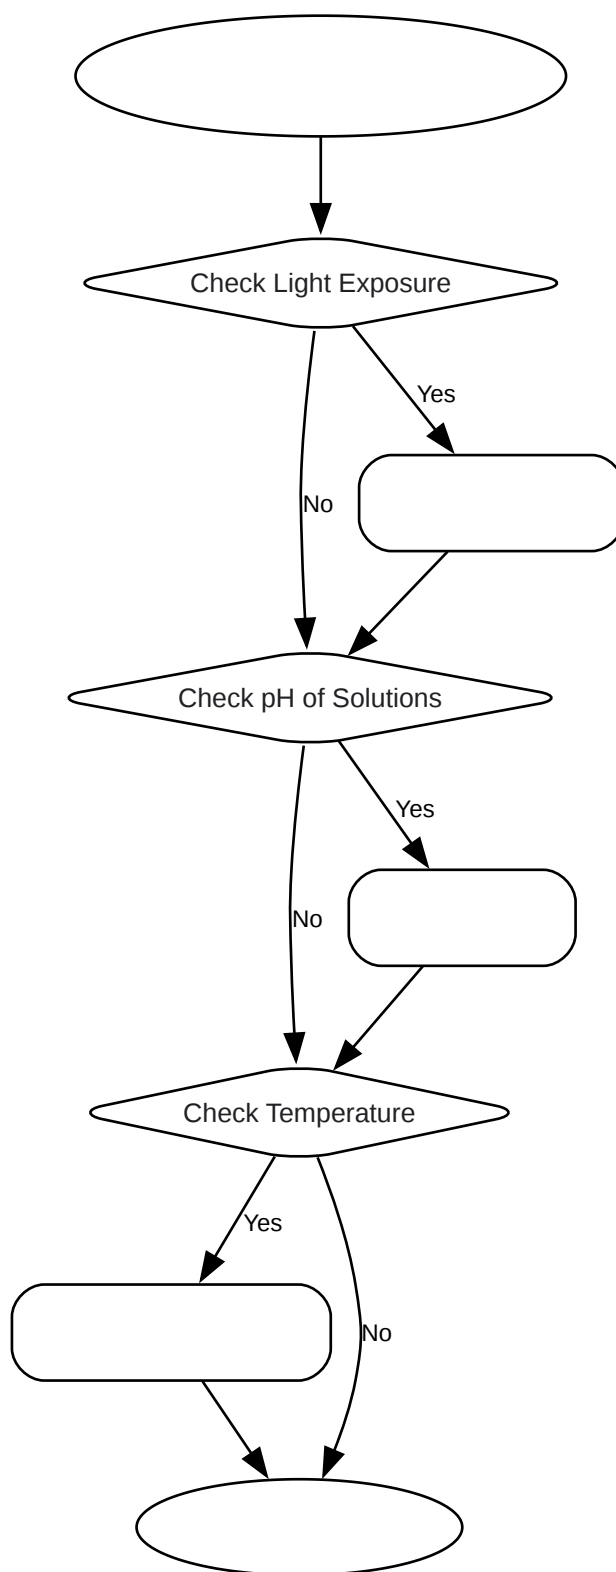 Check Light Exposure
Yes
No
Check pH of Solutions
Yes
No
Check Temperature
Yes
No